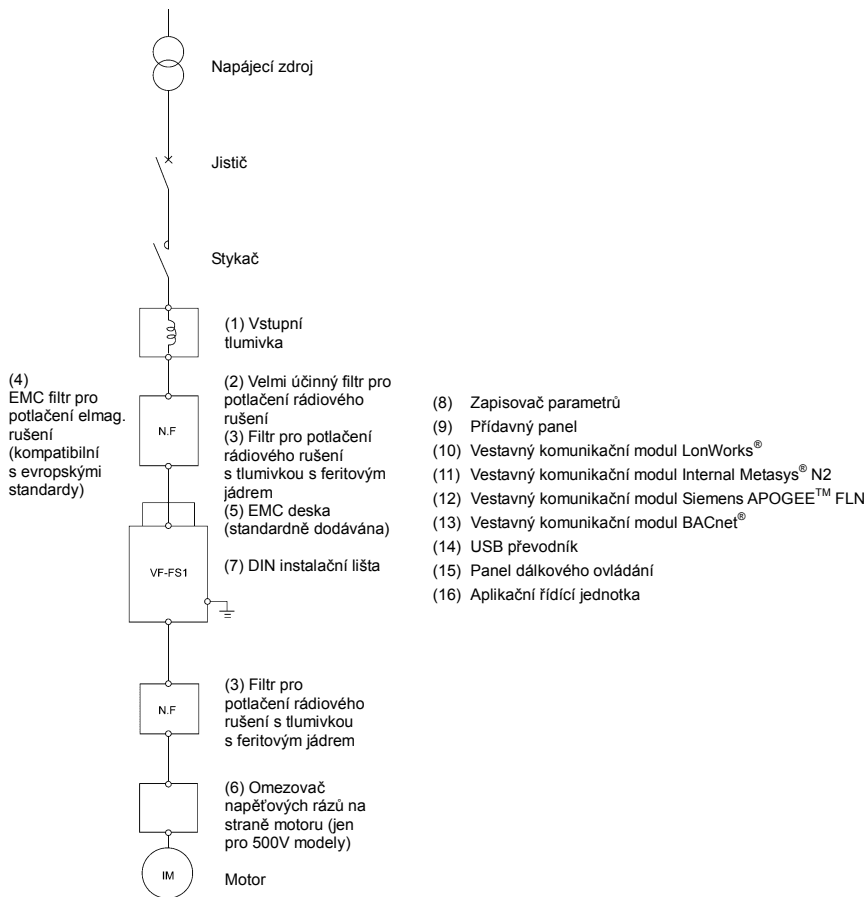 Napájecí zdroj
Jistič
Stykač
(1) Vstupní
tlumivka
(4)
EMC filtr pro
potlačení elmag.
rušení
(kompatibilní
s evropskými
standardy)
N.F
(2) Velmi účinný filtr pro
potlačení rádiového
rušení
(3) Filtr pro potlačení
rádiového rušení
s tlumivkou s feritovým
jádrem
(5) EMC deska
(standardně dodávána)
VF-FS1
(7) DIN instalační lišta
N.F
(3) Filtr pro
potlačení rádiového
rušení s tlumivkou
s feritovým jádrem
(6) Omezovač
napěťových rázů na
straně motoru (jen
pro 500V modely)
IM
Motor
(8) Zapisovač parametrů
(9) Přídavný panel
(10) Vestavný komunikační modul LonWorks®
(11) Vestavný komunikační modul Internal Metasys® N2
(12) Vestavný komunikační modul Siemens APOGEE™ FLN
(13) Vestavný komunikační modul BACnet®
(14) USB převodník
(15) Panel dálkového ovládání
(16) Aplikační řídící jednotka